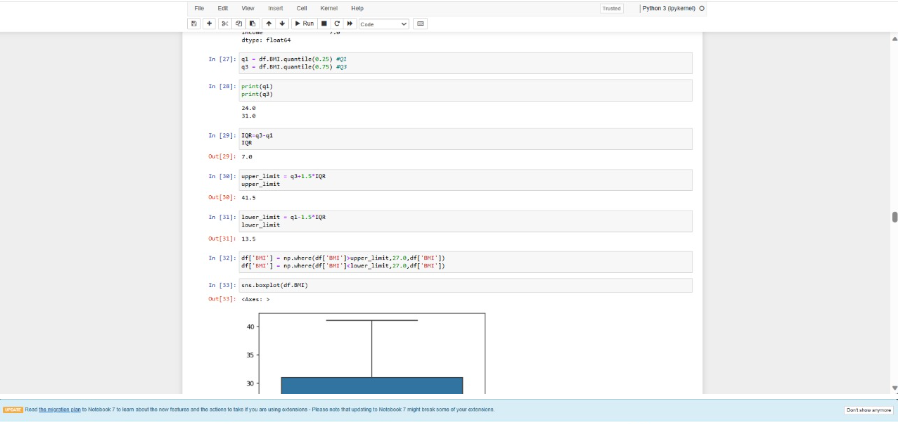 File Edit View Insert Cell Kernel Help
Trusted Python 3 (ipykernel)
Run Code
Income 7.0
dtype: float64
In [27]: q1 = df.BMI.quantile(0.25) #Q1
q3 = df.BMI.quantile(0.75) #Q3
In [28]: print(q1)
print(q3)
24.0
31.0
In [29]: IQR=q3-q1
IQR
Out[29]: 7.0
In [30]: upper_limit = q3+1.5*IQR
upper_limit
Out[30]: 41.5
In [31]: lower_limit = q1-1.5*IQR
lower_limit
Out[31]: 13.5
In [32]: df['BMI'] = np.where(df['BMI']>upper_limit,27.0,df['BMI'])
df['BMI'] = np.where(df['BMI']<lower_limit,27.0,df['BMI'])
In [33]: sns.boxplot(df.BMI)
Out[33]: <Axes: >
40
35
30
UPDATE Read the migration plan to Notebook 7 to learn about the new features and the actions to take if you are using extensions - Please note that updating to Notebook 7 might break some of your extensions.
Don't show anymore